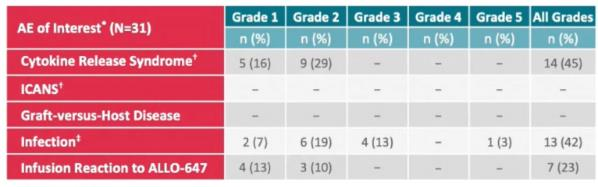 AE of Interest* (N=31) Grade 1 Grade 2 Grade 3 Grade 4 Grade 5 All Grades
n (%) n (%) n (%) n (%) n (%) n (%)
Cytokine Release Syndrome† 5 (16) 9 (29) – – – 14 (45)
ICANS† – – – – – –
Graft-versus-Host Disease – – – – – –
Infection‡ 2 (7) 6 (19) 4 (13) – 1 (3) 13 (42)
Infusion Reaction to ALLO-647 4 (13) 3 (10) – – – 7 (23)